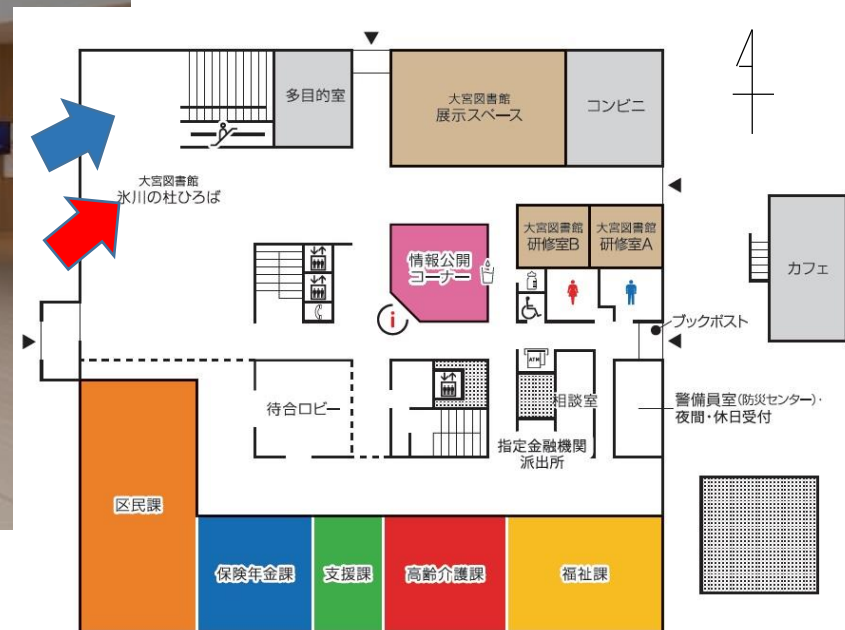 多目的室
大宮図書館
展示スペース
コンビニ
大宮図書館
氷川の杜ひろば
大宮図書館
研修室B
大宮図書館
研修室A
情報公開
コーナー
カフェ
i
ブックポスト
ATM
待合ロビー
相談室
警備員室(防災センター)・
夜間・休日受付
指定金融機関
派出所
区民課
保険年金課
支援課
高齢介護課
福祉課